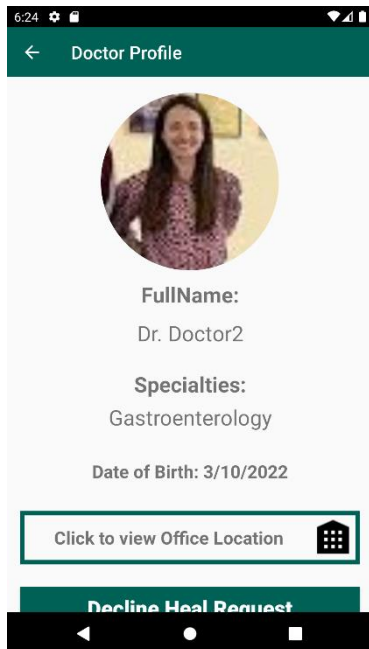 6:24
Doctor Profile
FullName:
Dr. Doctor2
Specialties:
Gastroenterology
Date of Birth: 3/10/2022
Click to view Office Location
Decline Heal Request